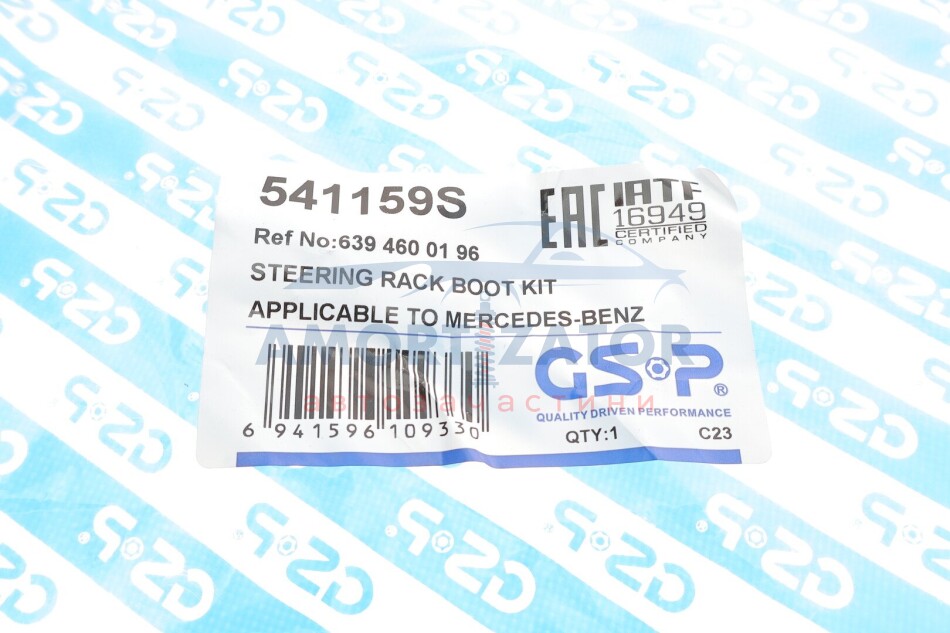 541159S
EAC
IATF
16949
CERTIFIED
COMPANY
Ref No:639 460 01 96
STEERING RACK BOOT KIT
APPLICABLE TO MERCEDES-BENZ
AMORTIZATOR
автозапчастини
GSP®
QUALITY DRIVEN PERFORMANCE
6 941596 109330
QTY:1
C23